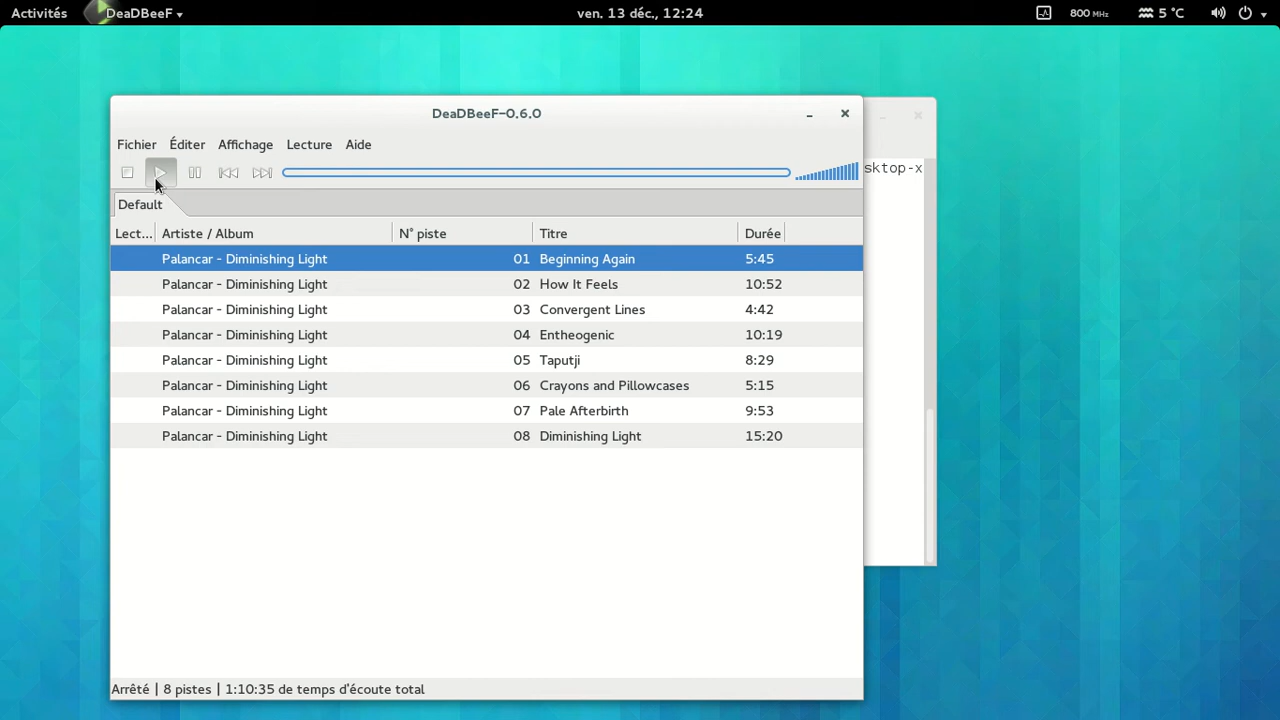 Activités DeaDBeeF ven. 13 déc., 12:24 800 MHz 5 °C
DeaDBeeF-0.6.0
Fichier Éditer Affichage Lecture Aide
sktop-x
Default
Lect... Artiste / Album N° piste Titre Durée
Palancar - Diminishing Light 01 Beginning Again 5:45
Palancar - Diminishing Light 02 How It Feels 10:52
Palancar - Diminishing Light 03 Convergent Lines 4:42
Palancar - Diminishing Light 04 Entheogenic 10:19
Palancar - Diminishing Light 05 Taputji 8:29
Palancar - Diminishing Light 06 Crayons and Pillowcases 5:15
Palancar - Diminishing Light 07 Pale Afterbirth 9:53
Palancar - Diminishing Light 08 Diminishing Light 15:20
Arrêté | 8 pistes | 1:10:35 de temps d'écoute total